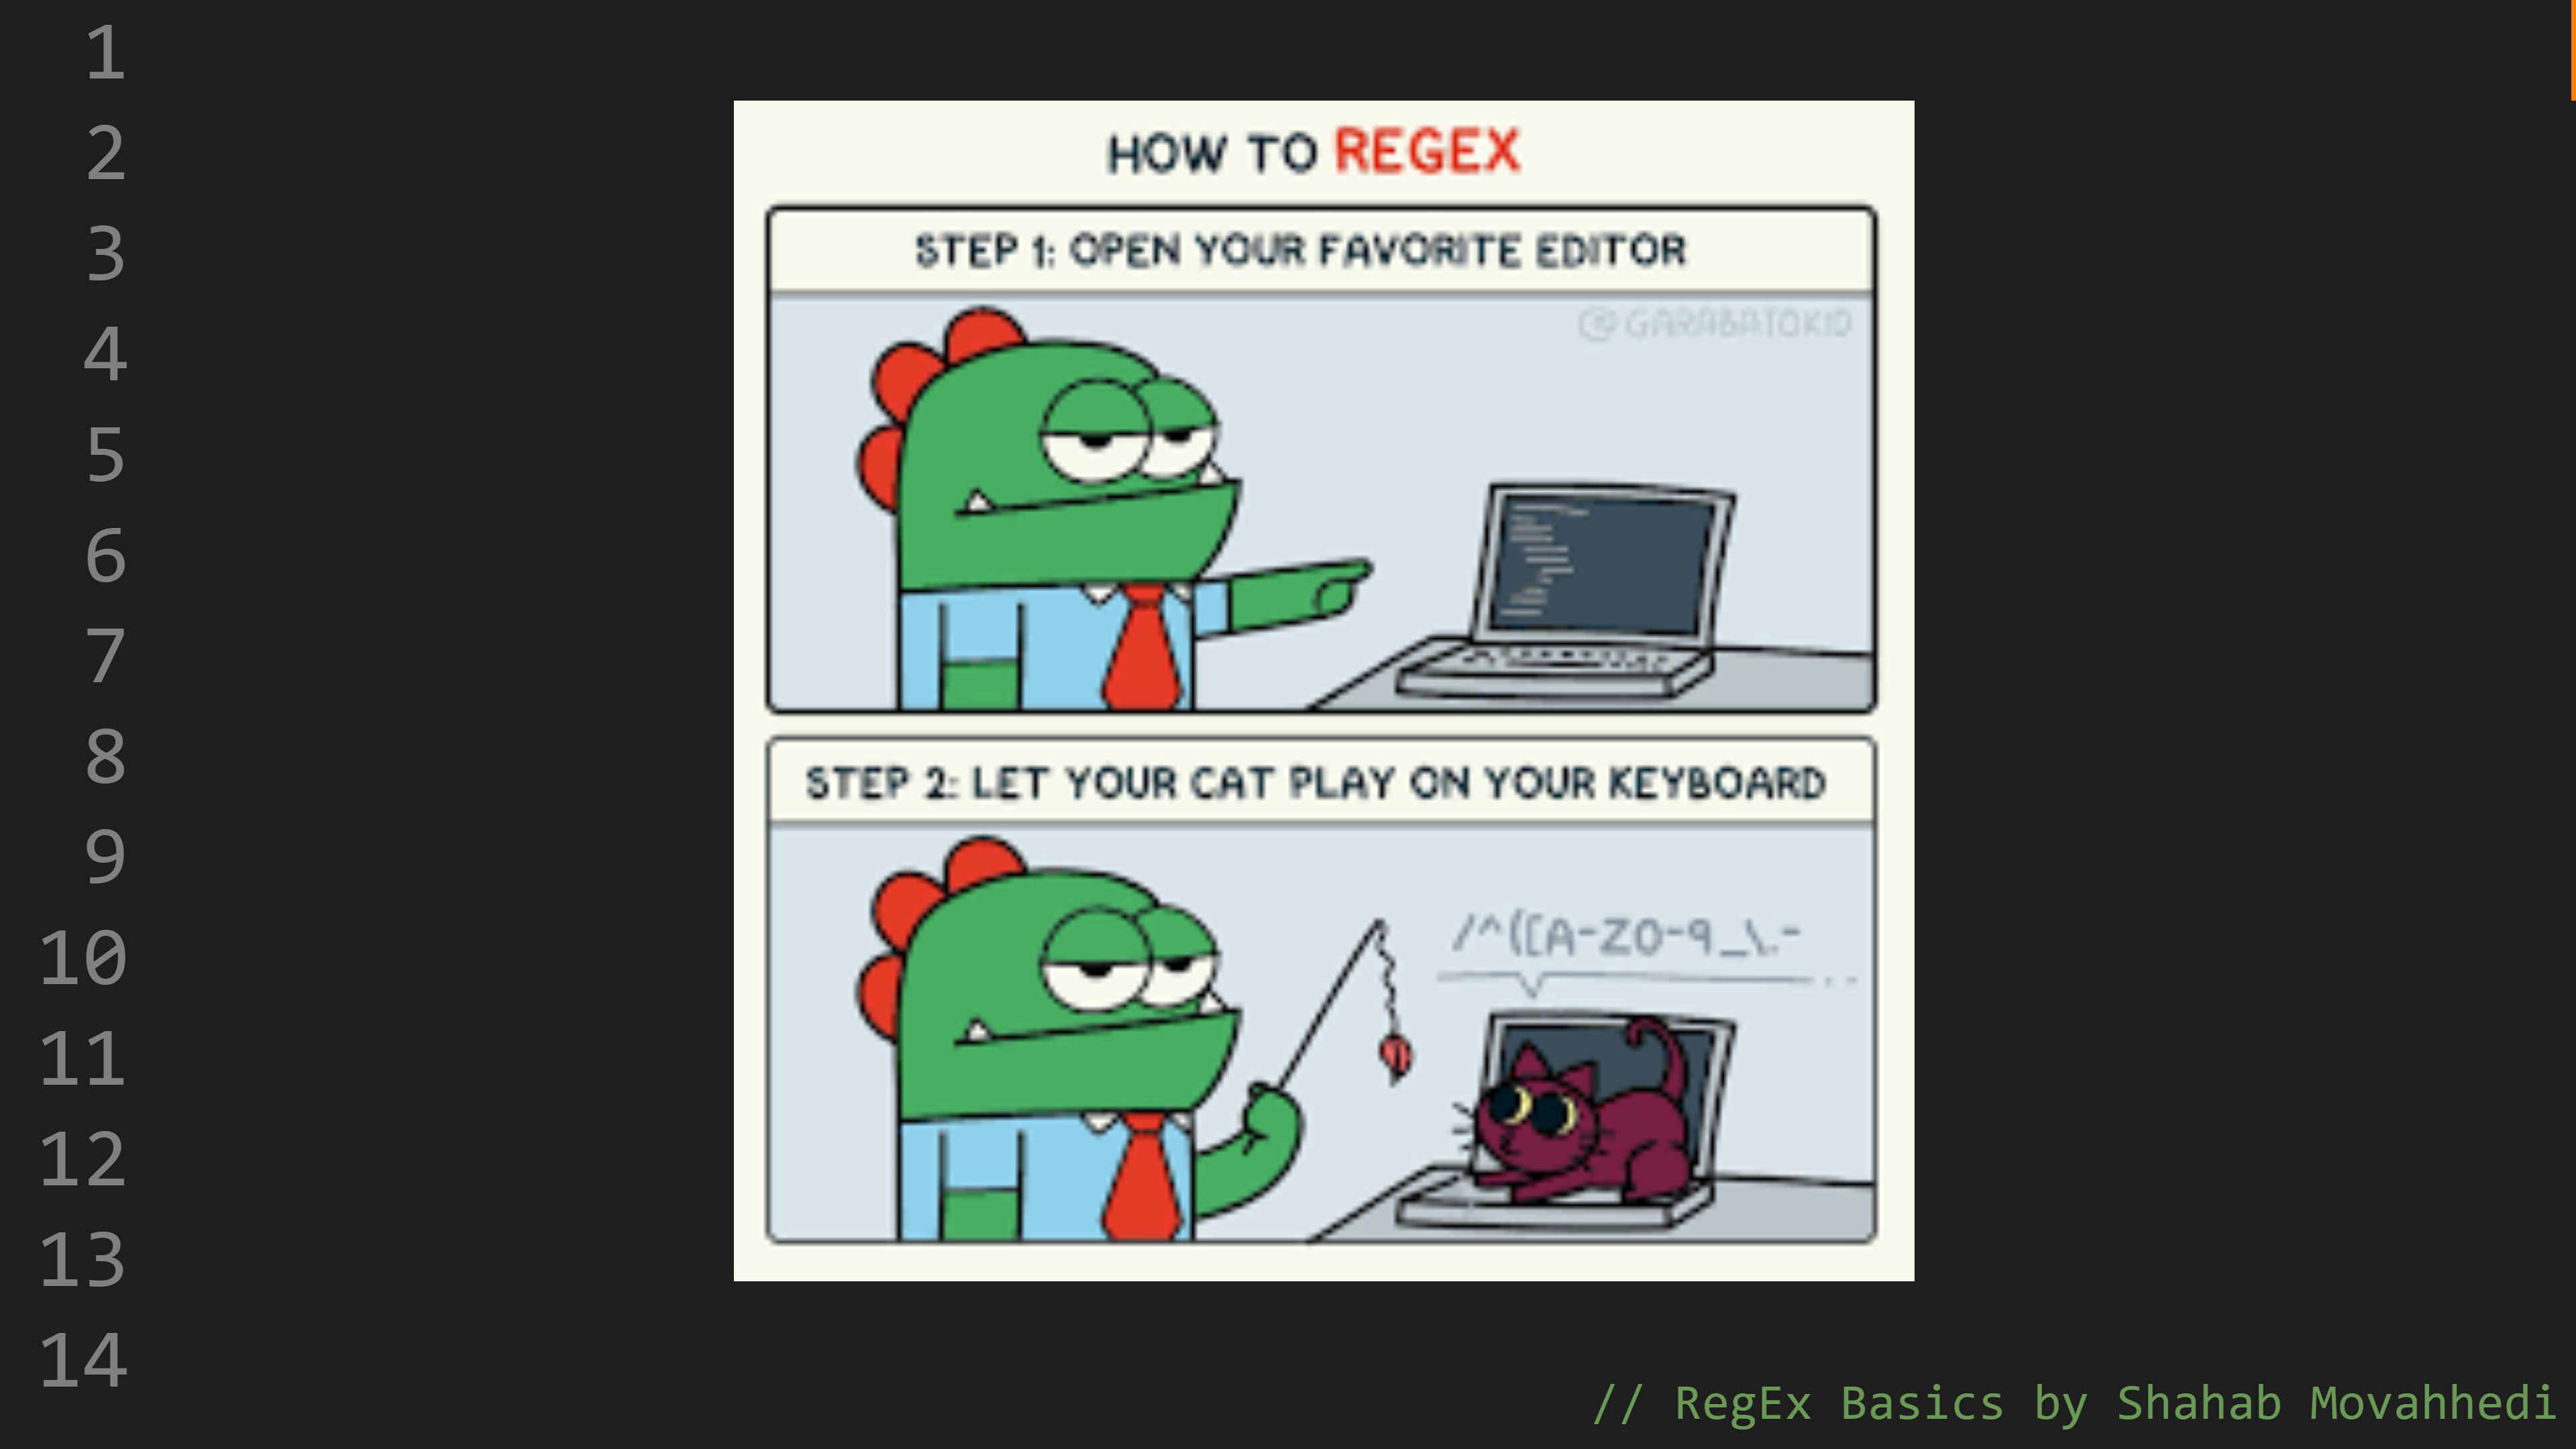 1
2
3
4
5
6
7
8
9
10
11
12
13
14
HOW TO REGEX
STEP 1: OPEN YOUR FAVORITE EDITOR
@GARABATOKID
STEP 2: LET YOUR CAT PLAY ON YOUR KEYBOARD
/^([A-Z0-9_\.-
// RegEx Basics by Shahab Movahhedi